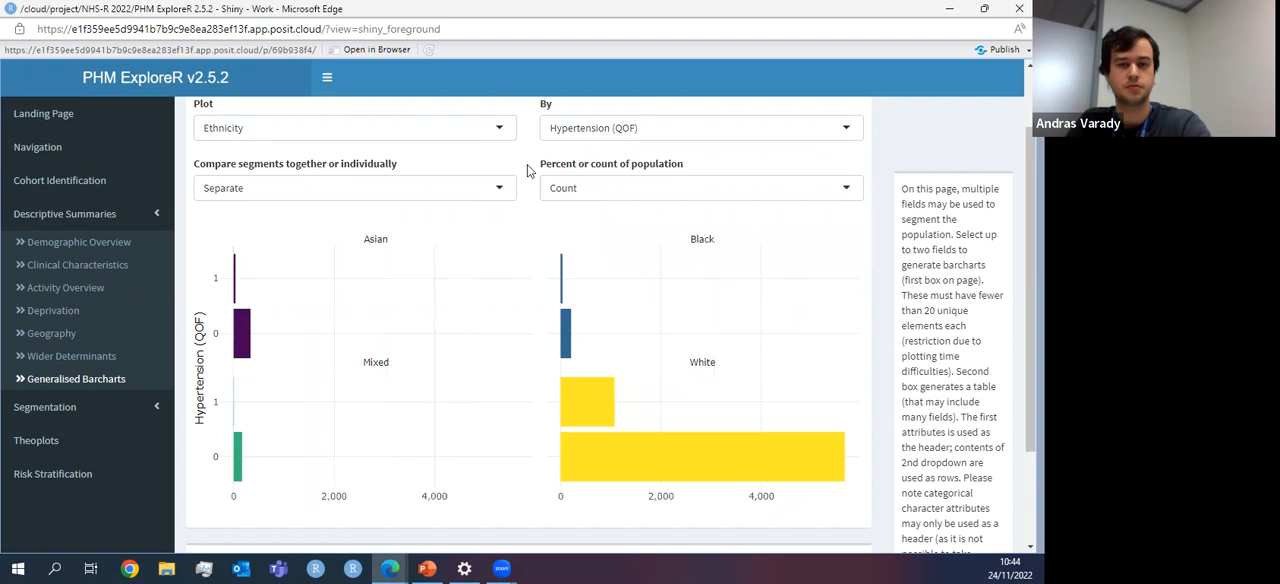 /cloud/project/NHS-R 2022/PHM ExploreR 2.5.2 - Shiny - Work - Microsoft Edge
https://e1f359ee5d9941b7b9c9e8ea283ef13f.app.posit.cloud/?view=shiny_foreground
https://e1f359ee5d9941b7b9c9e8ea283ef13f.app.posit.cloud/p/69b938f4/
Open in Browser
Publish
PHM ExploreR v2.5.2
Landing Page
Navigation
Cohort Identification
Descriptive Summaries
Demographic Overview
Clinical Characteristics
Activity Overview
Deprivation
Geography
Wider Determinants
Generalised Barcharts
Segmentation
Theoplots
Risk Stratification
Plot
Ethnicity
By
Hypertension (QOF)
Compare segments together or individually
Separate
Percent or count of population
Count
Asian
Black
1
0
Mixed
White
1
0
Hypertension (QOF)
0 2,000 4,000
0 2,000 4,000
On this page, multiple
fields may be used to
segment the
population. Select up
to two fields to
generate barcharts
(first box on page).
These must have fewer
than 20 unique
elements each
(restriction due to
plotting time
difficulties). Second
box generates a table
(that may include
many fields). The first
attributes is used as
the header; contents of
2nd dropdown are
used as rows. Please
note categorical
character attributes
may only be used as a
header (as it is not
Andras Varady
zoom
10:44
24/11/2022